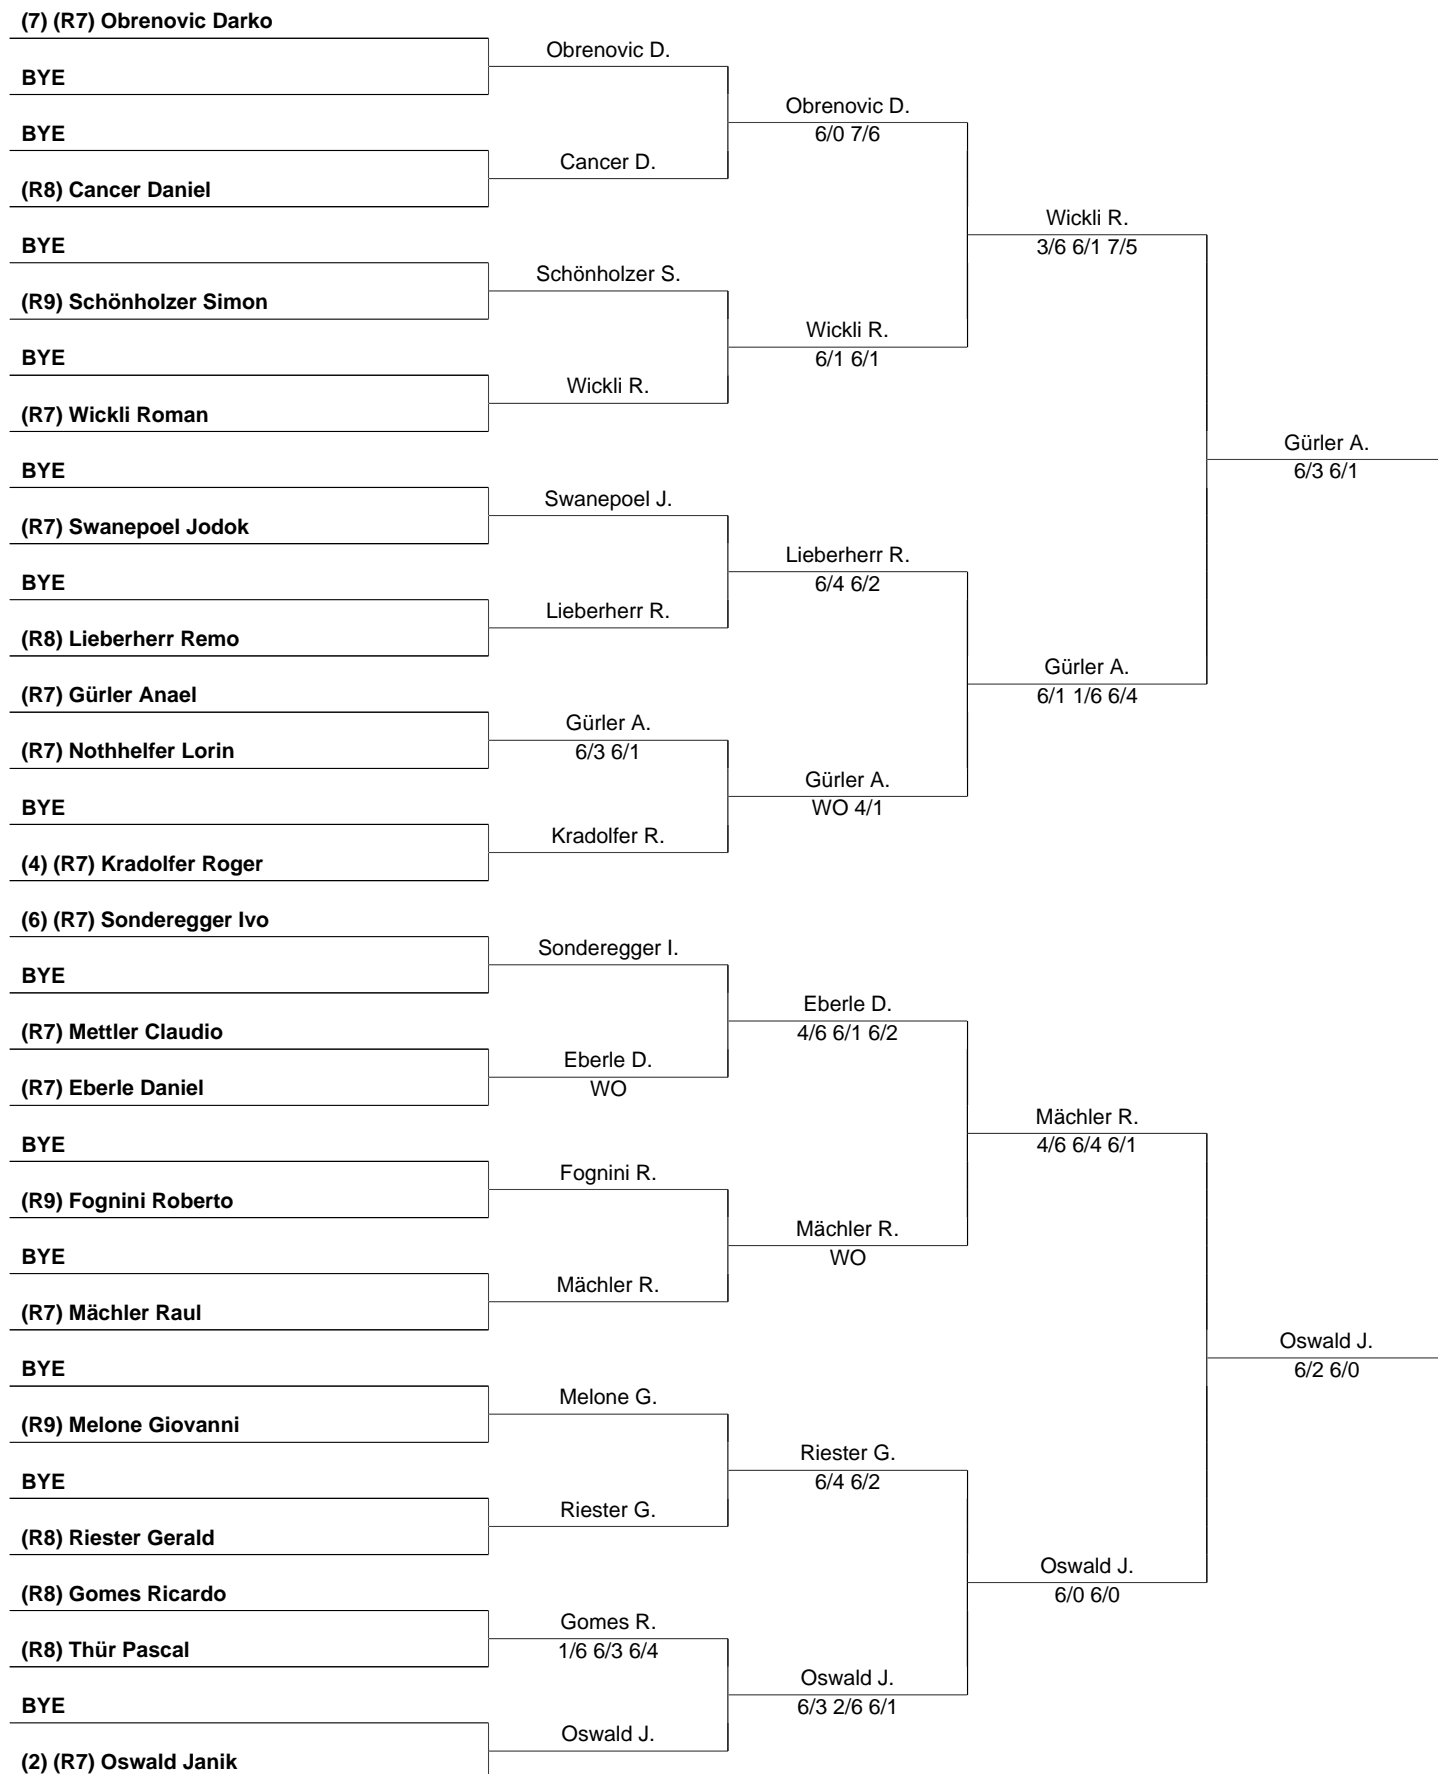 (7) (R7) Obrenovic Darko
Obrenovic D.
BYE
Obrenovic D.
6/0 7/6
BYE
Cancer D.
(R8) Cancer Daniel
Wickli R.
3/6 6/1 7/5
BYE
Schönholzer S.
(R9) Schönholzer Simon
Wickli R.
6/1 6/1
BYE
Wickli R.
(R7) Wickli Roman
Gürler A.
6/3 6/1
BYE
Swanepoel J.
(R7) Swanepoel Jodok
Lieberherr R.
6/4 6/2
BYE
Lieberherr R.
(R8) Lieberherr Remo
Gürler A.
6/1 1/6 6/4
(R7) Gürler Anael
Gürler A.
6/3 6/1
(R7) Nothhelfer Lorin
Gürler A.
WO 4/1
BYE
Kradolfer R.
(4) (R7) Kradolfer Roger
(6) (R7) Sonderegger Ivo
Sonderegger I.
BYE
Eberle D.
4/6 6/1 6/2
(R7) Mettler Claudio
Eberle D.
WO
(R7) Eberle Daniel
Mächler R.
4/6 6/4 6/1
BYE
Fognini R.
(R9) Fognini Roberto
Mächler R.
WO
BYE
Mächler R.
(R7) Mächler Raul
Oswald J.
6/2 6/0
BYE
Melone G.
(R9) Melone Giovanni
Riester G.
6/4 6/2
BYE
Riester G.
(R8) Riester Gerald
Oswald J.
6/0 6/0
(R8) Gomes Ricardo
Gomes R.
1/6 6/3 6/4
(R8) Thür Pascal
Oswald J.
6/3 2/6 6/1
BYE
Oswald J.
(2) (R7) Oswald Janik